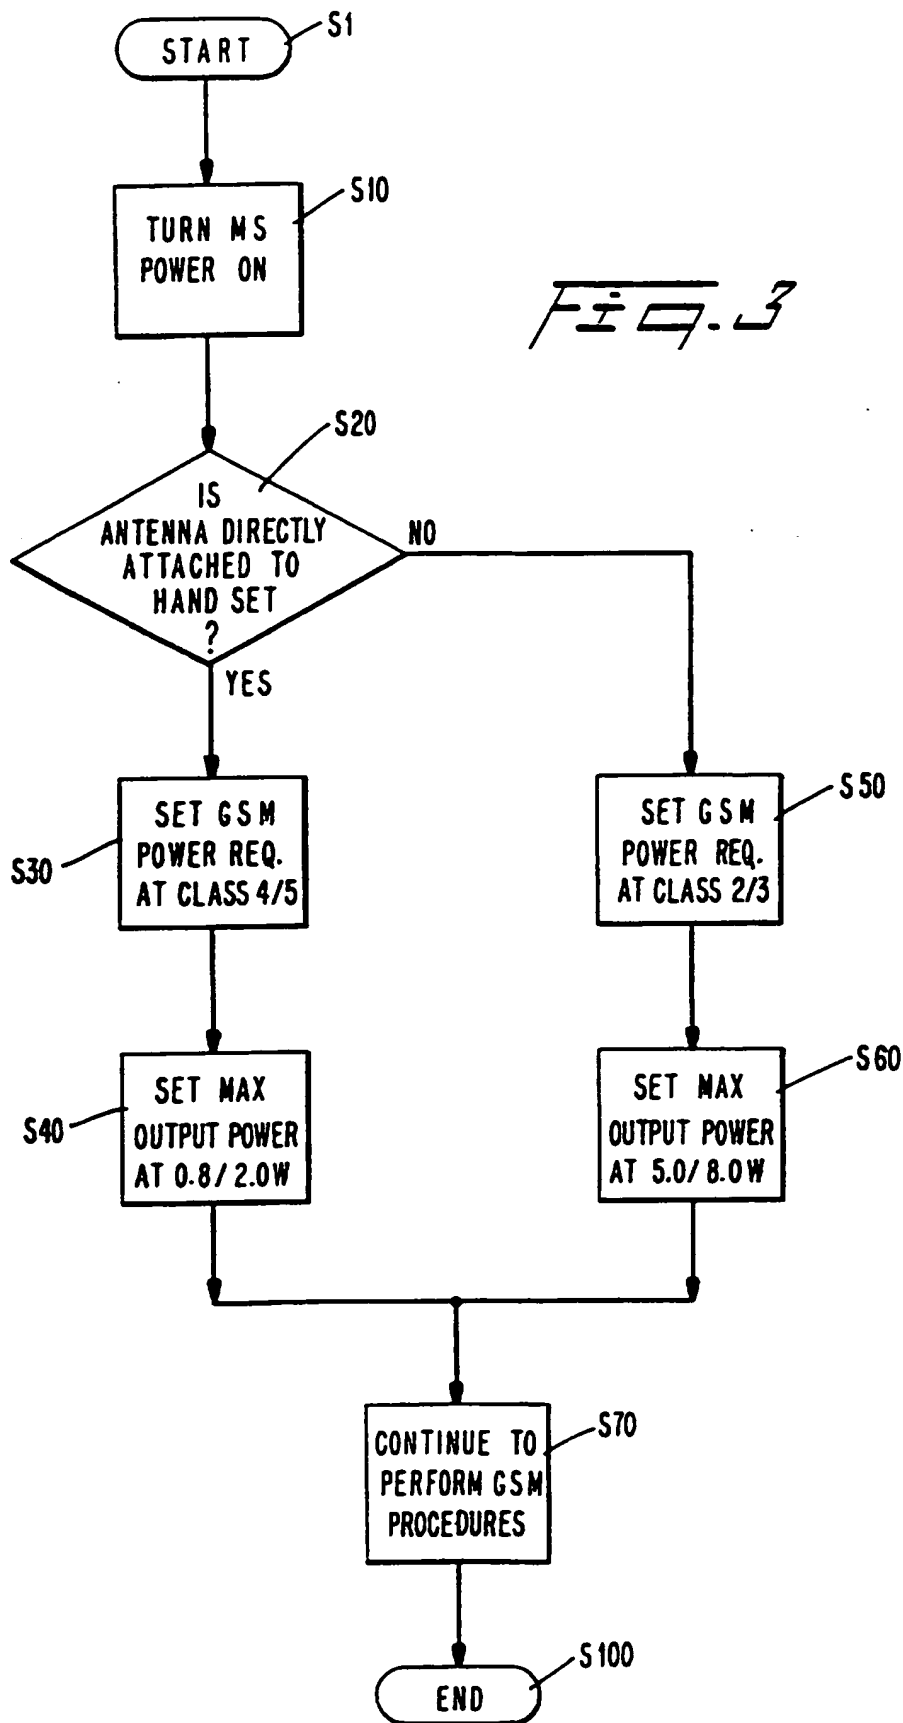 START
S1
TURN MS
POWER ON
S10
Fig. 3
IS
ANTENNA DIRECTLY
ATTACHED TO
HAND SET
?
S20
NO
YES
SET GSM
POWER REQ.
AT CLASS 4/5
S30
SET GSM
POWER REQ.
AT CLASS 2/3
S50
SET MAX
OUTPUT POWER
AT 0.8/2.0W
S40
SET MAX
OUTPUT POWER
AT 5.0/8.0W
S60
CONTINUE TO
PERFORM GSM
PROCEDURES
S70
END
S100